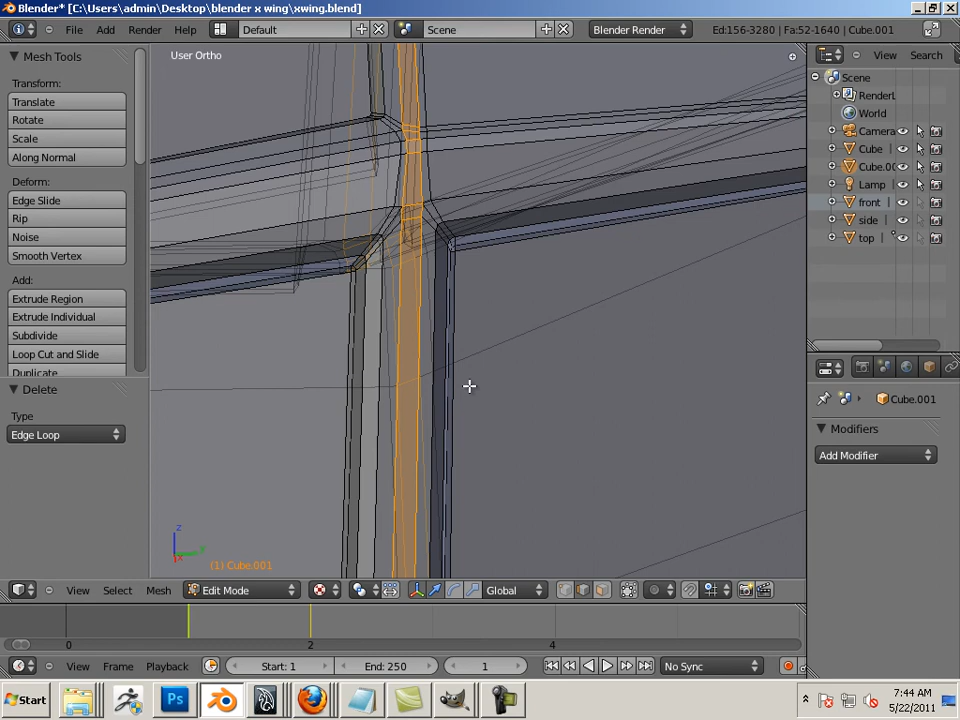 Blender* [C:\Users\admin\Desktop\blender x wing\xwing.blend]
File Add Render Help Default Scene Blender Render Ed:156-3280 | Fa:52-1640 | Cube.001
Mesh Tools
Transform:
Translate
Rotate
Scale
Along Normal
Deform:
Edge Slide
Rip
Noise
Smooth Vertex
Add:
Extrude Region
Extrude Individual
Subdivide
Loop Cut and Slide
Duplicate
Delete
Type
Edge Loop
User Ortho
z
y
x
(1) Cube.001
View Select Mesh Edit Mode Global
View Search
Scene
RenderL
World
Camera
Cube
Cube.00
Lamp
front
side
top
Cube.001
Modifiers
Add Modifier
0 2 4
View Frame Playback Start: 1 End: 250 1 No Sync
Start Ps 7:44 AM
5/22/2011